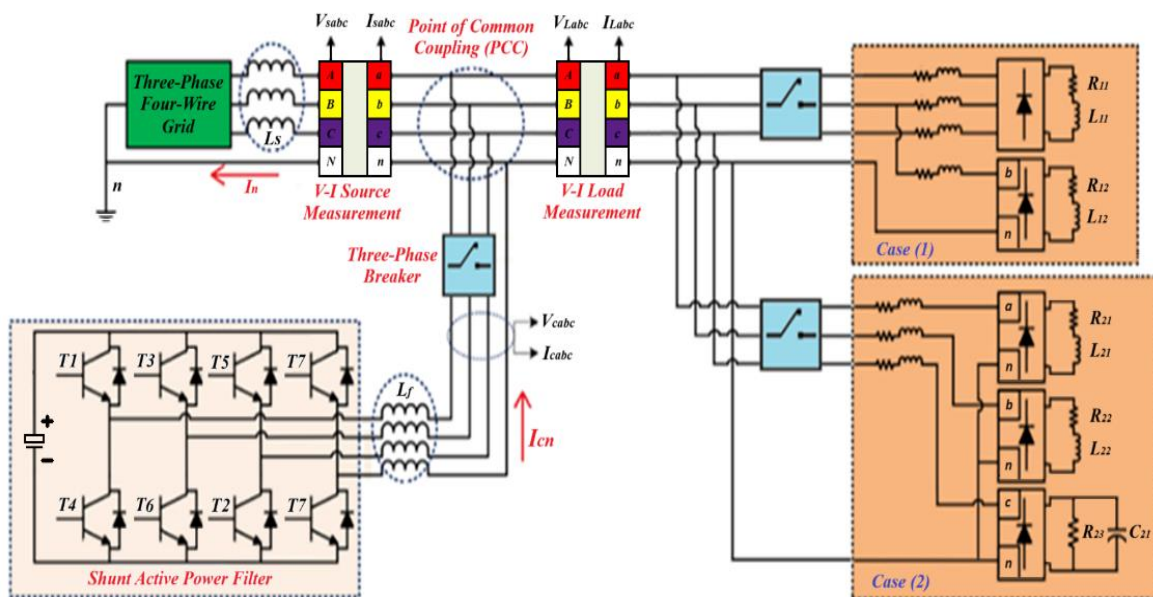 Vsabc
Isabc
Point of Common
Coupling (PCC)
VLabc
ILabc
Three-Phase
Four-Wire
Grid
Ls
A
B
C
N
a
b
c
n
A
B
C
N
a
b
c
n
n
In
V-I Source
Measurement
V-I Load
Measurement
R11
L11
b
n
R12
L12
Case (1)
Three-Phase
Breaker
Vcabc
Icabc
Icn
T1
T3
T5
T7
Lf
+
-
T4
T6
T2
T7
Shunt Active Power Filter
a
n
R21
L21
b
n
R22
L22
c
n
R23
C21
Case (2)